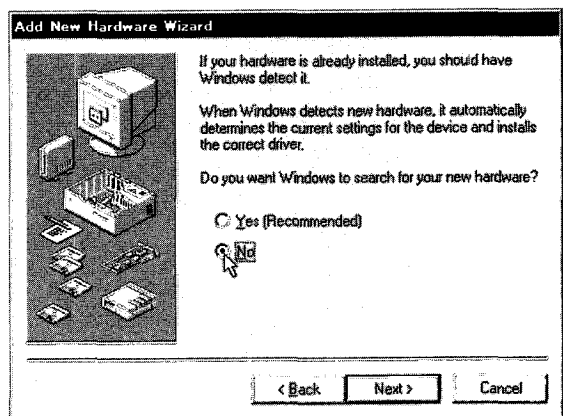 Add New Hardware Wizard
If your hardware is already installed, you should have
Windows detect it.
When Windows detects new hardware, it automatically
determines the current settings for the device and installs
the correct driver.
Do you want Windows to search for your new hardware?
Yes (Recommended)
No
< Back
Next >
Cancel